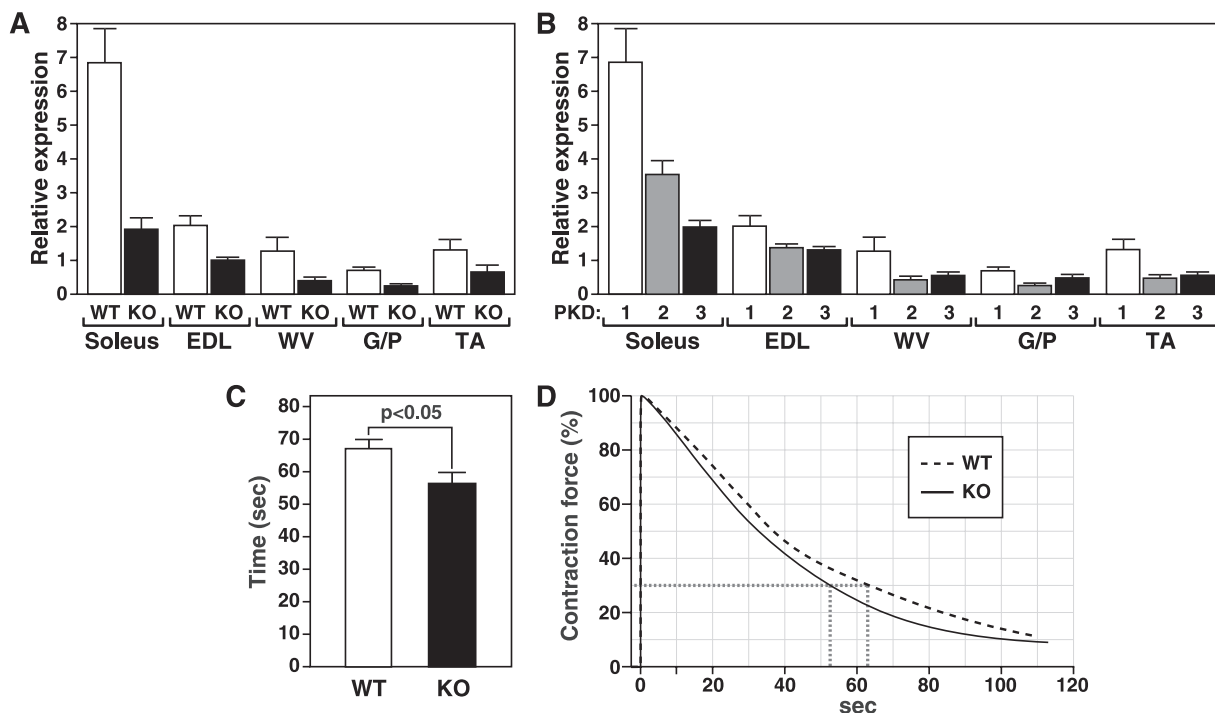 A
Relative expression
8
7
6
5
4
3
2
1
0
WT KO WT KO WT KO WT KO WT KO
Soleus EDL WV G/P TA
B
Relative expression
8
7
6
5
4
3
2
1
0
PKD: 1 2 3 1 2 3 1 2 3 1 2 3 1 2 3
Soleus EDL WV G/P TA
C
Time (sec)
80
70
60
50
40
30
20
10
0
p<0.05
WT KO
D
Contraction force (%)
100
80
60
40
20
0
WT
KO
0 20 40 60 80 100 120
sec